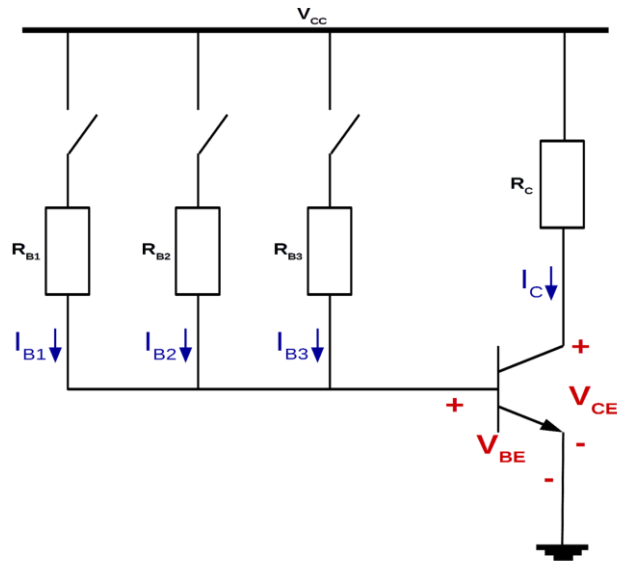 VCC
RB1
RB2
RB3
RC
IB1
IB2
IB3
IC
+
VCE
+
VBE
-
-